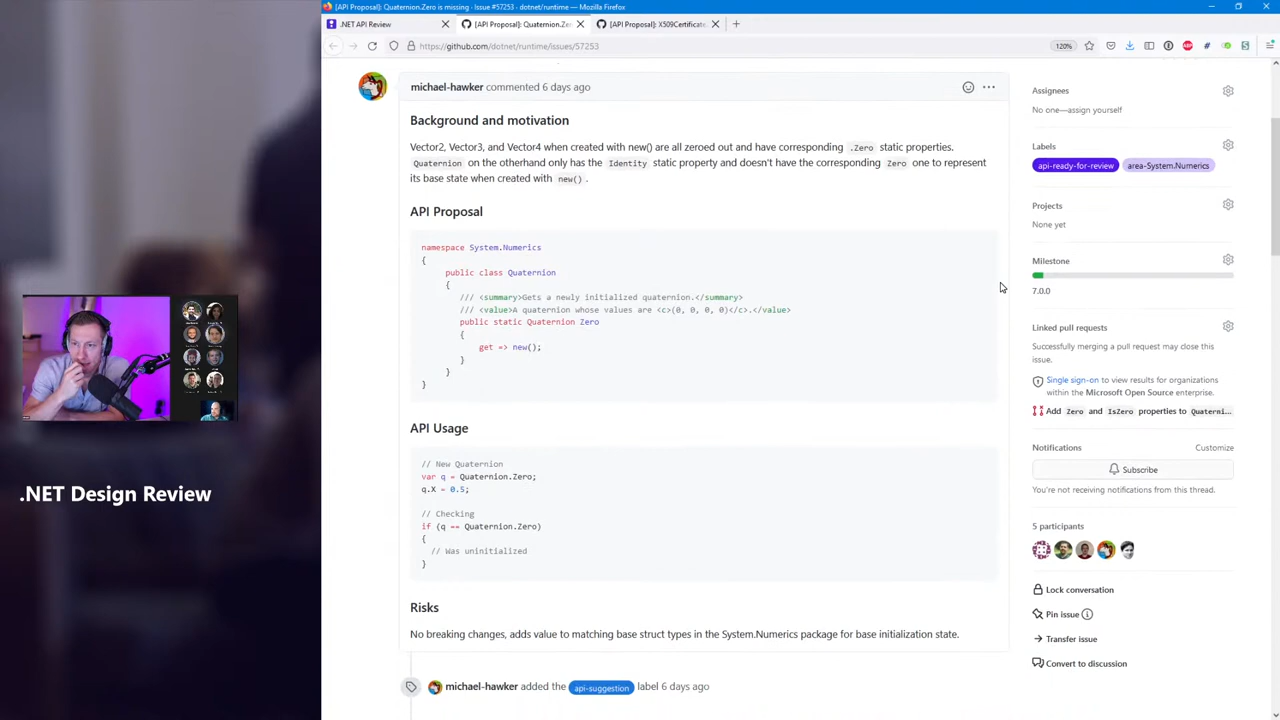 [API Proposal]: Quaternion.Zero is missing · Issue #57253 · dotnet/runtime — Mozilla Firefox
.NET API Review
[API Proposal]: Quaternion.Ze
[API Proposal]: X509Certificate
https://github.com/dotnet/runtime/issues/57253
120%
michael-hawker commented 6 days ago
Background and motivation
Vector2, Vector3, and Vector4 when created with new() are all zeroed out and have corresponding .Zero static properties.
Quaternion on the otherhand only has the Identity static property and doesn't have the corresponding Zero one to represent
its base state when created with new() .
API Proposal
namespace System.Numerics
{
public class Quaternion
{
/// <summary>Gets a newly initialized quaternion.</summary>
/// <value>A quaternion whose values are <c>(0, 0, 0, 0)</c>.</value>
public static Quaternion Zero
{
get => new();
}
}
}
API Usage
// New Quaternion
var q = Quaternion.Zero;
q.X = 0.5;
// Checking
if (q == Quaternion.Zero)
{
// Was uninitialized
}
Risks
No breaking changes, adds value to matching base struct types in the System.Numerics package for base initialization state.
michael-hawker added the api-suggestion label 6 days ago
Assignees
No one—assign yourself
Labels
api-ready-for-review area-System.Numerics
Projects
None yet
Milestone
7.0.0
Linked pull requests
Successfully merging a pull request may close this
issue.
Single sign-on to view results for organizations
within the Microsoft Open Source enterprise.
Add Zero and IsZero properties to Quaterni...
Notifications
Customize
Subscribe
You're not receiving notifications from this thread.
5 participants
Lock conversation
Pin issue
Transfer issue
Convert to discussion
.NET Design Review